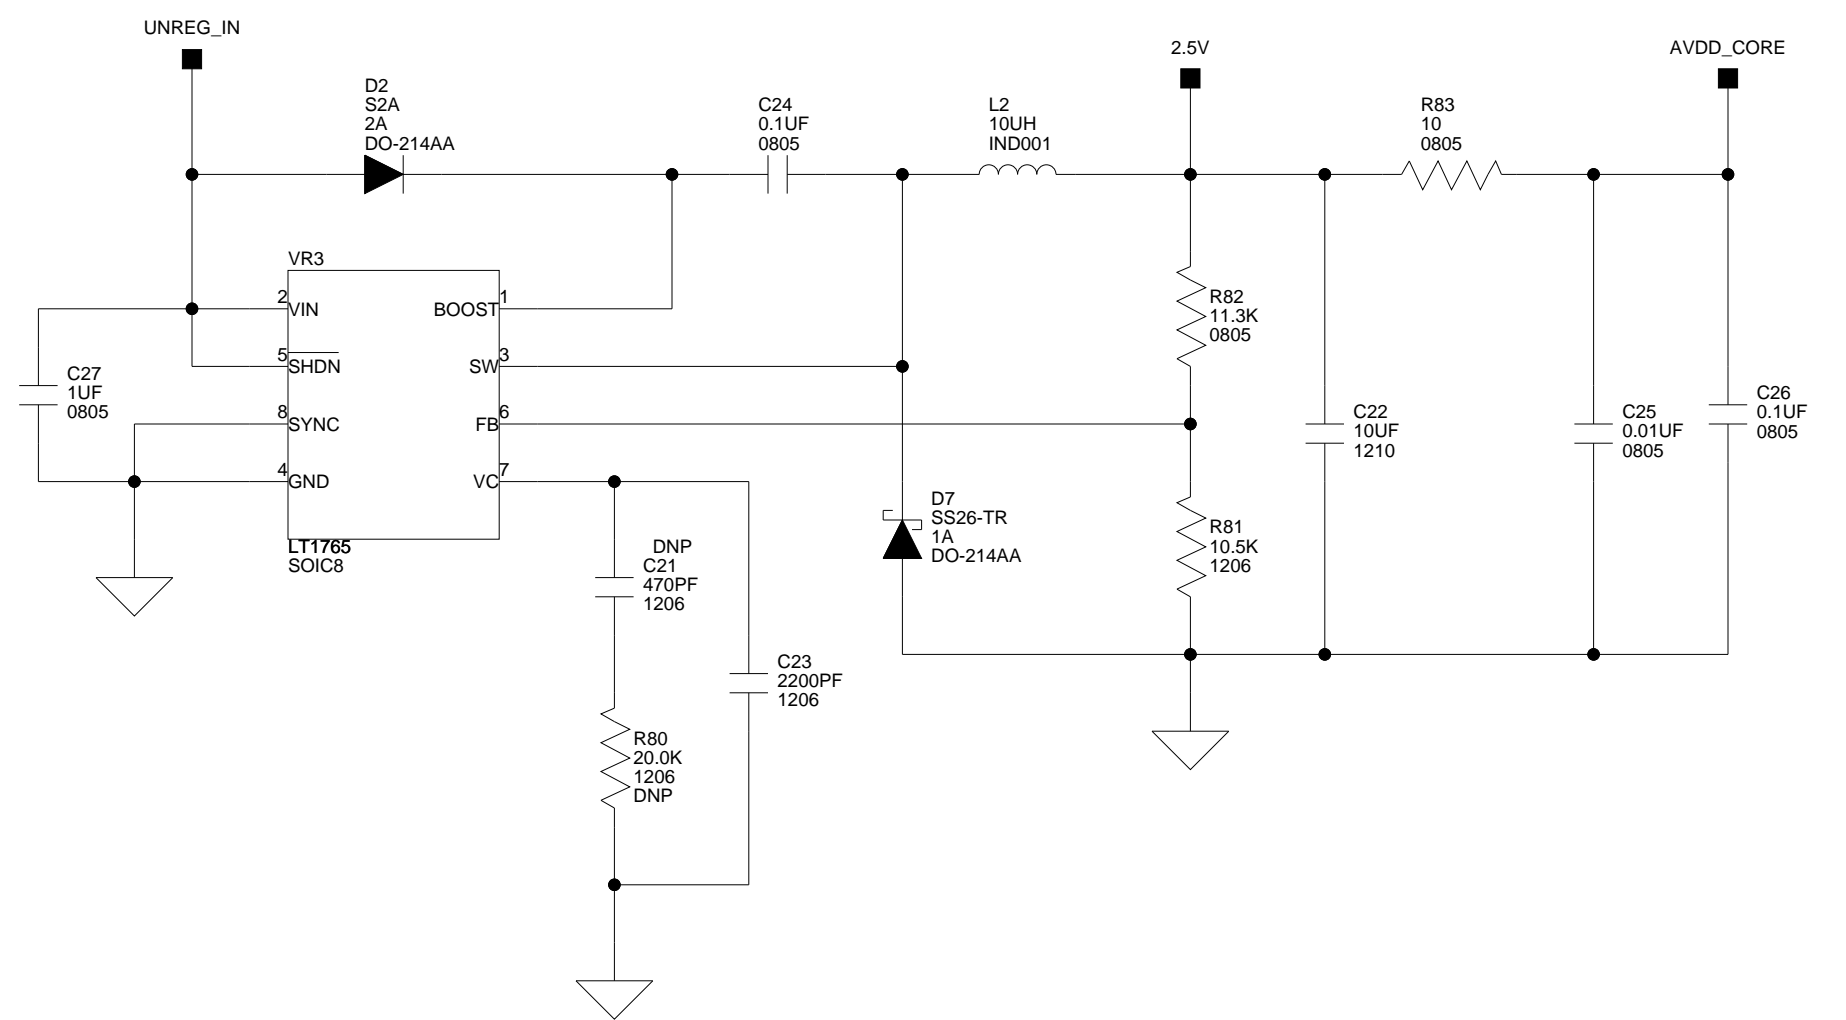 UNREG_IN
2.5V
AVDD_CORE
D2
S2A
2A
DO-214AA
C24
0.1UF
0805
L2
10UH
IND001
R83
10
0805
VR3
2
VIN
5
SHDN
8
SYNC
4
GND
1
BOOST
3
SW
6
FB
7
VC
LT1765
SOIC8
C27
1UF
0805
R82
11.3K
0805
C22
10UF
1210
C25
0.01UF
0805
C26
0.1UF
0805
D7
SS26-TR
1A
DO-214AA
R81
10.5K
1206
DNP
C21
470PF
1206
C23
2200PF
1206
R80
20.0K
1206
DNP